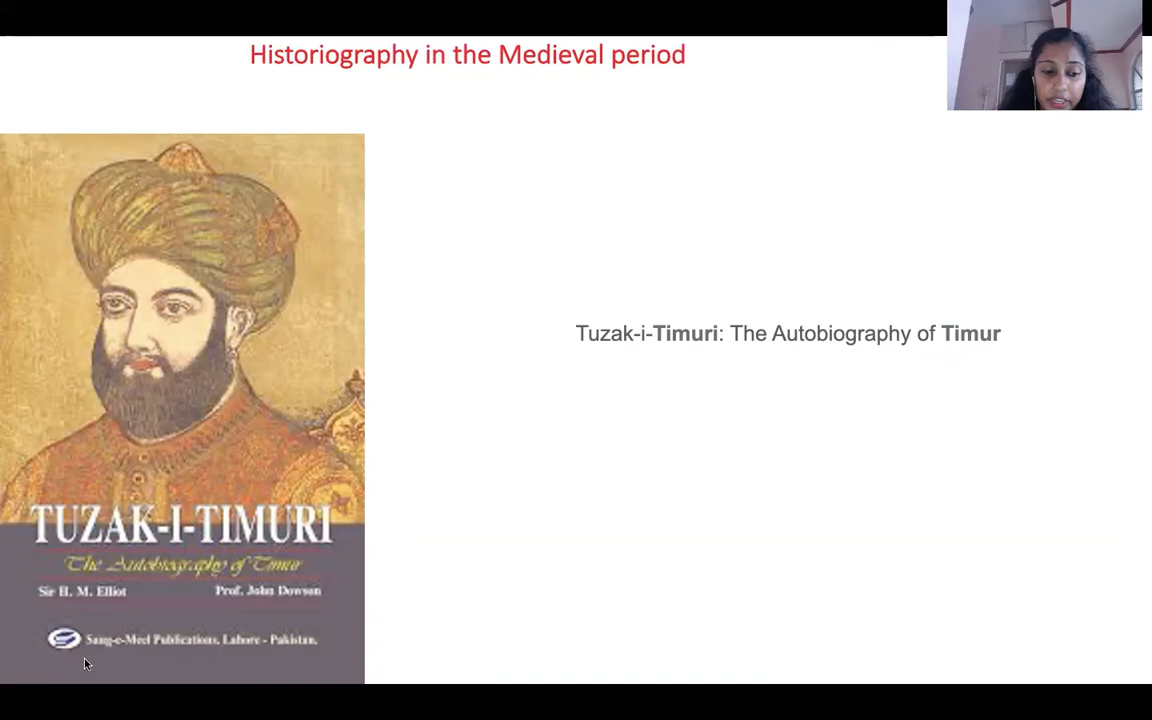 Historiography in the Medieval period
Tuzak-i-Timuri: The Autobiography of Timur
TUZAK-I-TIMURI
The Autobiography of Timur
Sir H. M. Elliot Prof. John Dowson
Sang-e-Meel Publications, Lahore - Pakistan.